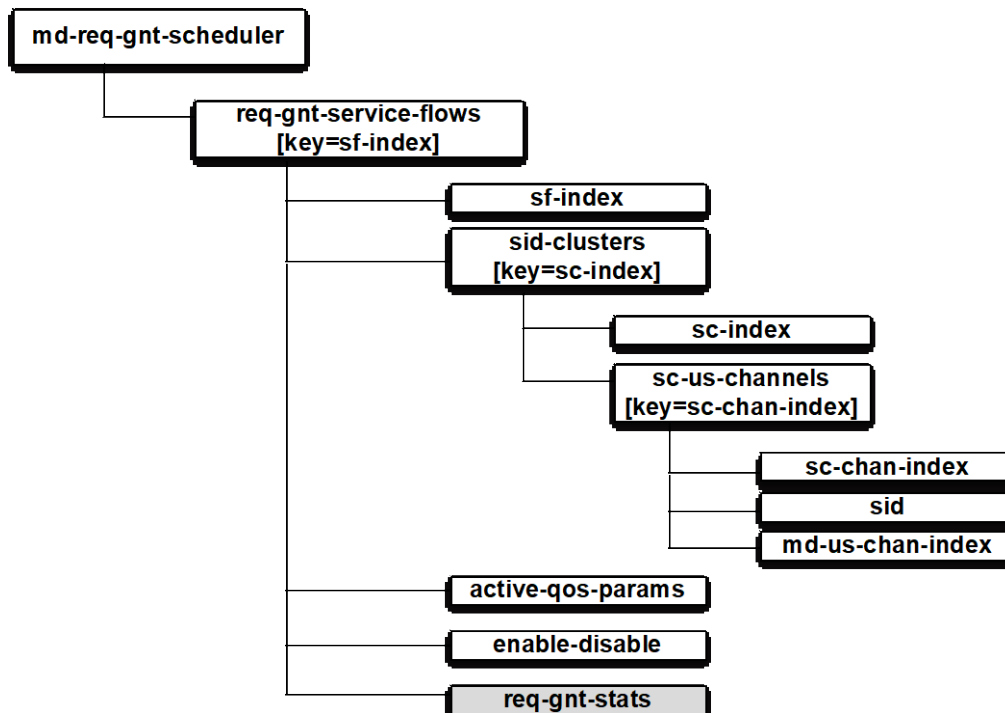 md-req-gnt-scheduler
req-gnt-service-flows
[key=sf-index]
sf-index
sid-clusters
[key=sc-index]
sc-index
sc-us-channels
[key=sc-chan-index]
sc-chan-index
sid
md-us-chan-index
active-qos-params
enable-disable
req-gnt-stats